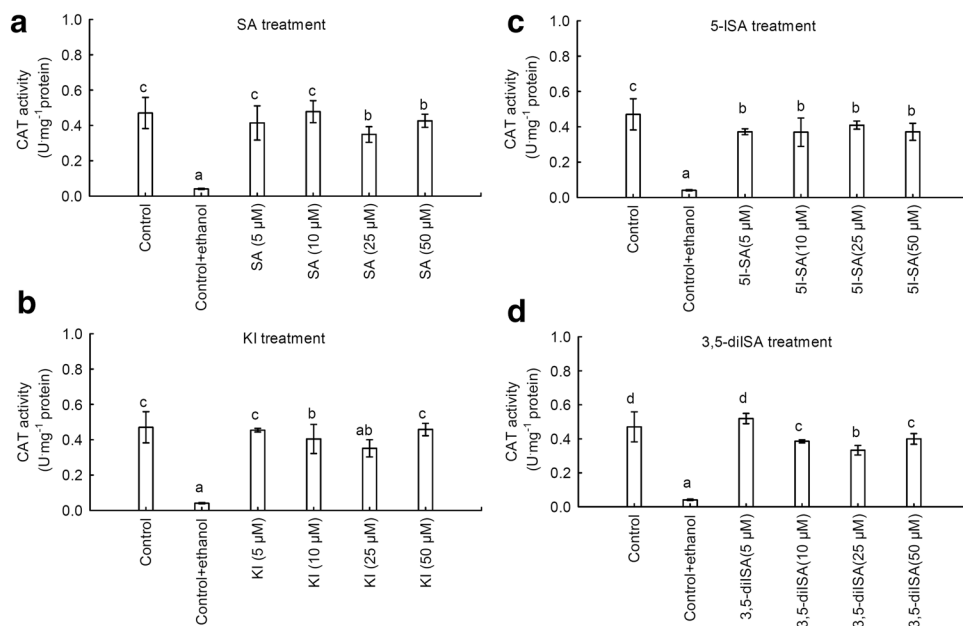 a
SA treatment
CAT activity
(U·mg⁻¹ protein)
1.0
0.8
0.6
0.4
0.2
0.0
c
a
c
c
b
b
Control
Control+ethanol
SA (5 µM)
SA (10 µM)
SA (25 µM)
SA (50 µM)
b
KI treatment
CAT activity
(U·mg⁻¹ protein)
1.0
0.8
0.6
0.4
0.2
0.0
c
a
c
b
ab
c
Control
Control+ethanol
KI (5 µM)
KI (10 µM)
KI (25 µM)
KI (50 µM)
c
5-ISA treatment
CAT activity
(U·mg⁻¹ protein)
1.0
0.8
0.6
0.4
0.2
0.0
c
a
b
b
b
b
Control
Control+ethanol
5I-SA(5 µM)
5I-SA(10 µM)
5I-SA(25 µM)
5I-SA(50 µM)
d
3,5-diISA treatment
CAT activity
(U·mg⁻¹ protein)
1.0
0.8
0.6
0.4
0.2
0.0
d
a
d
c
b
c
Control
Control+ethanol
3,5-diISA(5 µM)
3,5-diISA(10 µM)
3,5-diISA(25 µM)
3,5-diISA(50 µM)